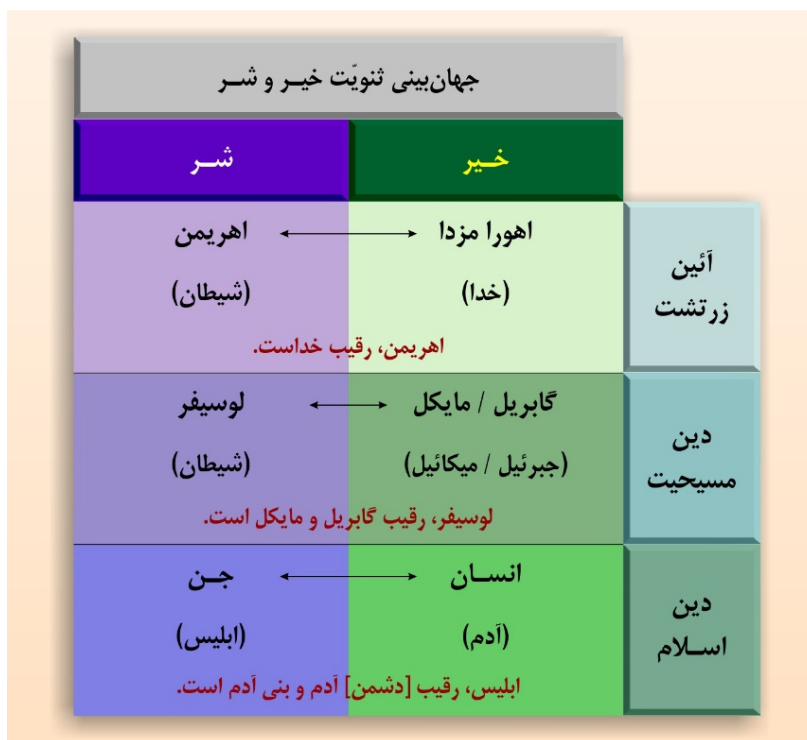 جهان‌بینی ثنویّت خیـر و شـر
خـیر
شـر
آئین
زرتشت
اهورا مزدا
اهریمن
(خدا)
(شیطان)
اهریمن، رقیب خداست.
دین
مسیحیت
گابریل / مایکل
لوسیفر
(جبرئیل / میکائیل)
(شیطان)
لوسیفر، رقیب گابریل و مایکل است.
دین
اسـلام
انسـان
جـن
(آدم)
(ابلیس)
ابلیس، رقیب [دشمن] آدم و بنی آدم است.